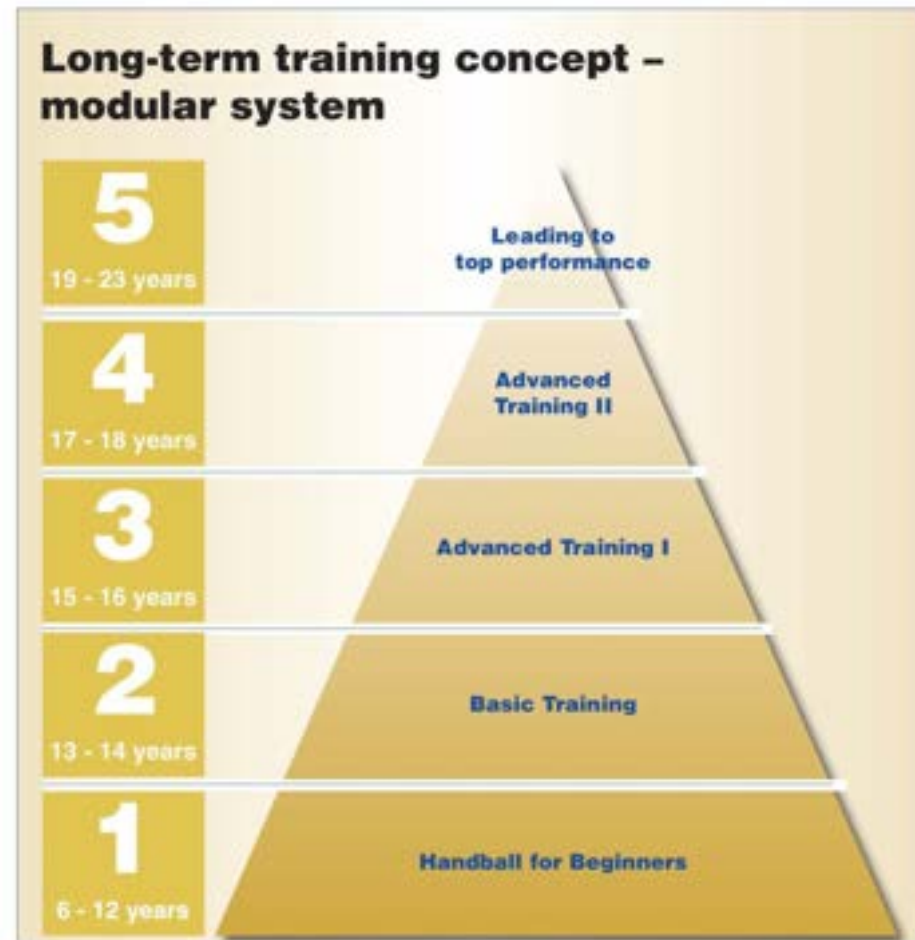 Long-term training concept –
modular system
5
19 - 23 years
Leading to
top performance
4
17 - 18 years
Advanced
Training II
3
15 - 16 years
Advanced Training I
2
13 - 14 years
Basic Training
1
6 - 12 years
Handball for Beginners